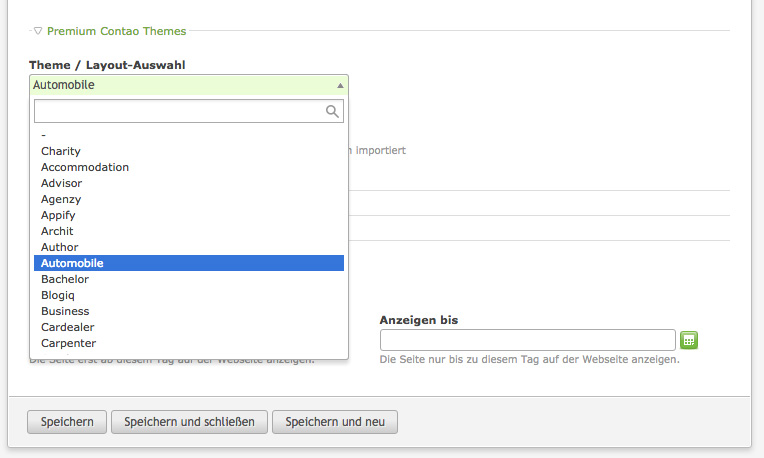 Premium Contao Themes
Theme / Layout-Auswahl
Automobile
-
Charity
Accommodation
Advisor
Agenzy
Appify
Archit
Author
Automobile
Bachelor
Blogiq
Business
Cardealer
Carpenter
importiert
Anzeigen bis
Die Seite erst ab diesem Tag auf der Webseite anzeigen.
Die Seite nur bis zu diesem Tag auf der Webseite anzeigen.
Speichern
Speichern und schließen
Speichern und neu